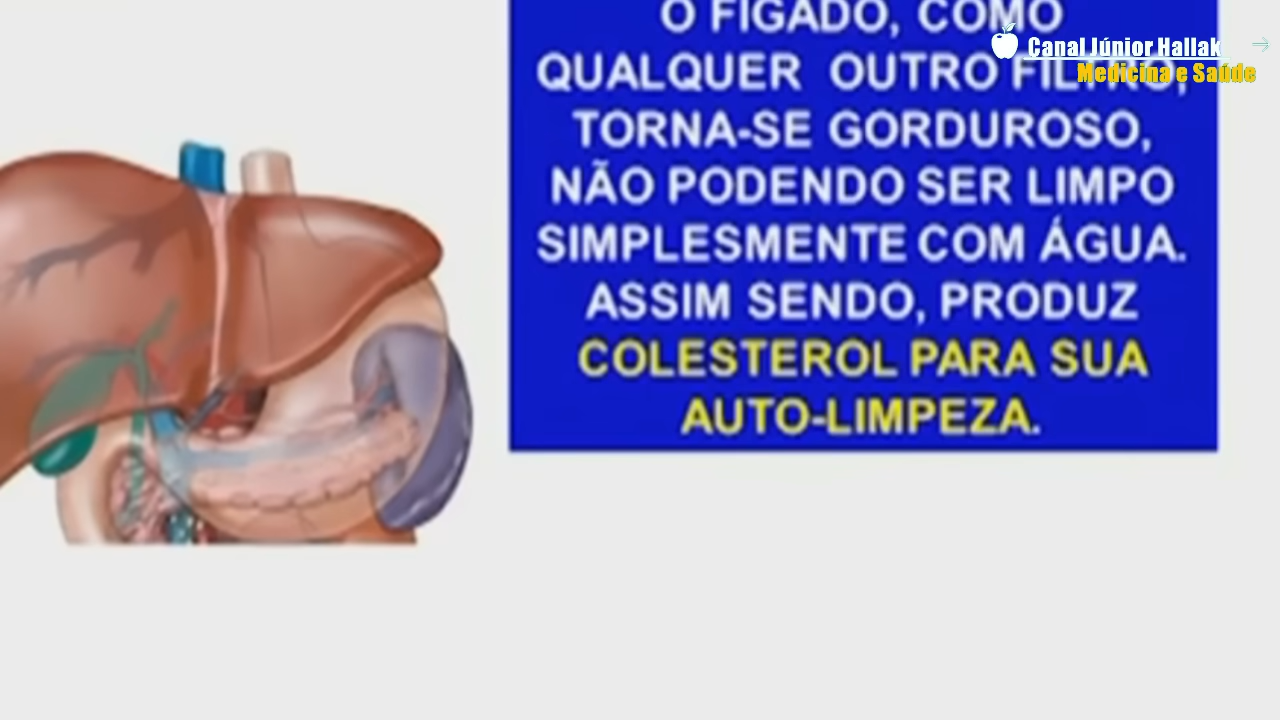 O FÍGADO, COMO
QUALQUER OUTRO FILTRO,
TORNA-SE GORDUROSO,
NÃO PODENDO SER LIMPO
SIMPLESMENTE COM ÁGUA.
ASSIM SENDO, PRODUZ
COLESTEROL PARA SUA
AUTO-LIMPEZA.
Canal Júnior Hallak
Medicina e Saúde